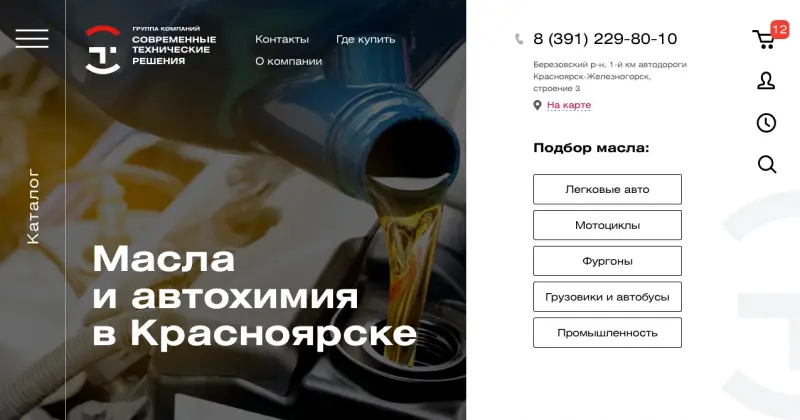 ГРУППА КОМПАНИЙ
СОВРЕМЕННЫЕ
ТЕХНИЧЕСКИЕ
РЕШЕНИЯ
Контакты
Где купить
О компании
8 (391) 229-80-10
12
Березовский р-н, 1-й км автодороги
Красноярск-Железногорск,
строение 3
На карте
Каталог
Масла
и автохимия
в Красноярске
Подбор масла:
Легковые авто
Мотоциклы
Фургоны
Грузовики и автобусы
Промышленность